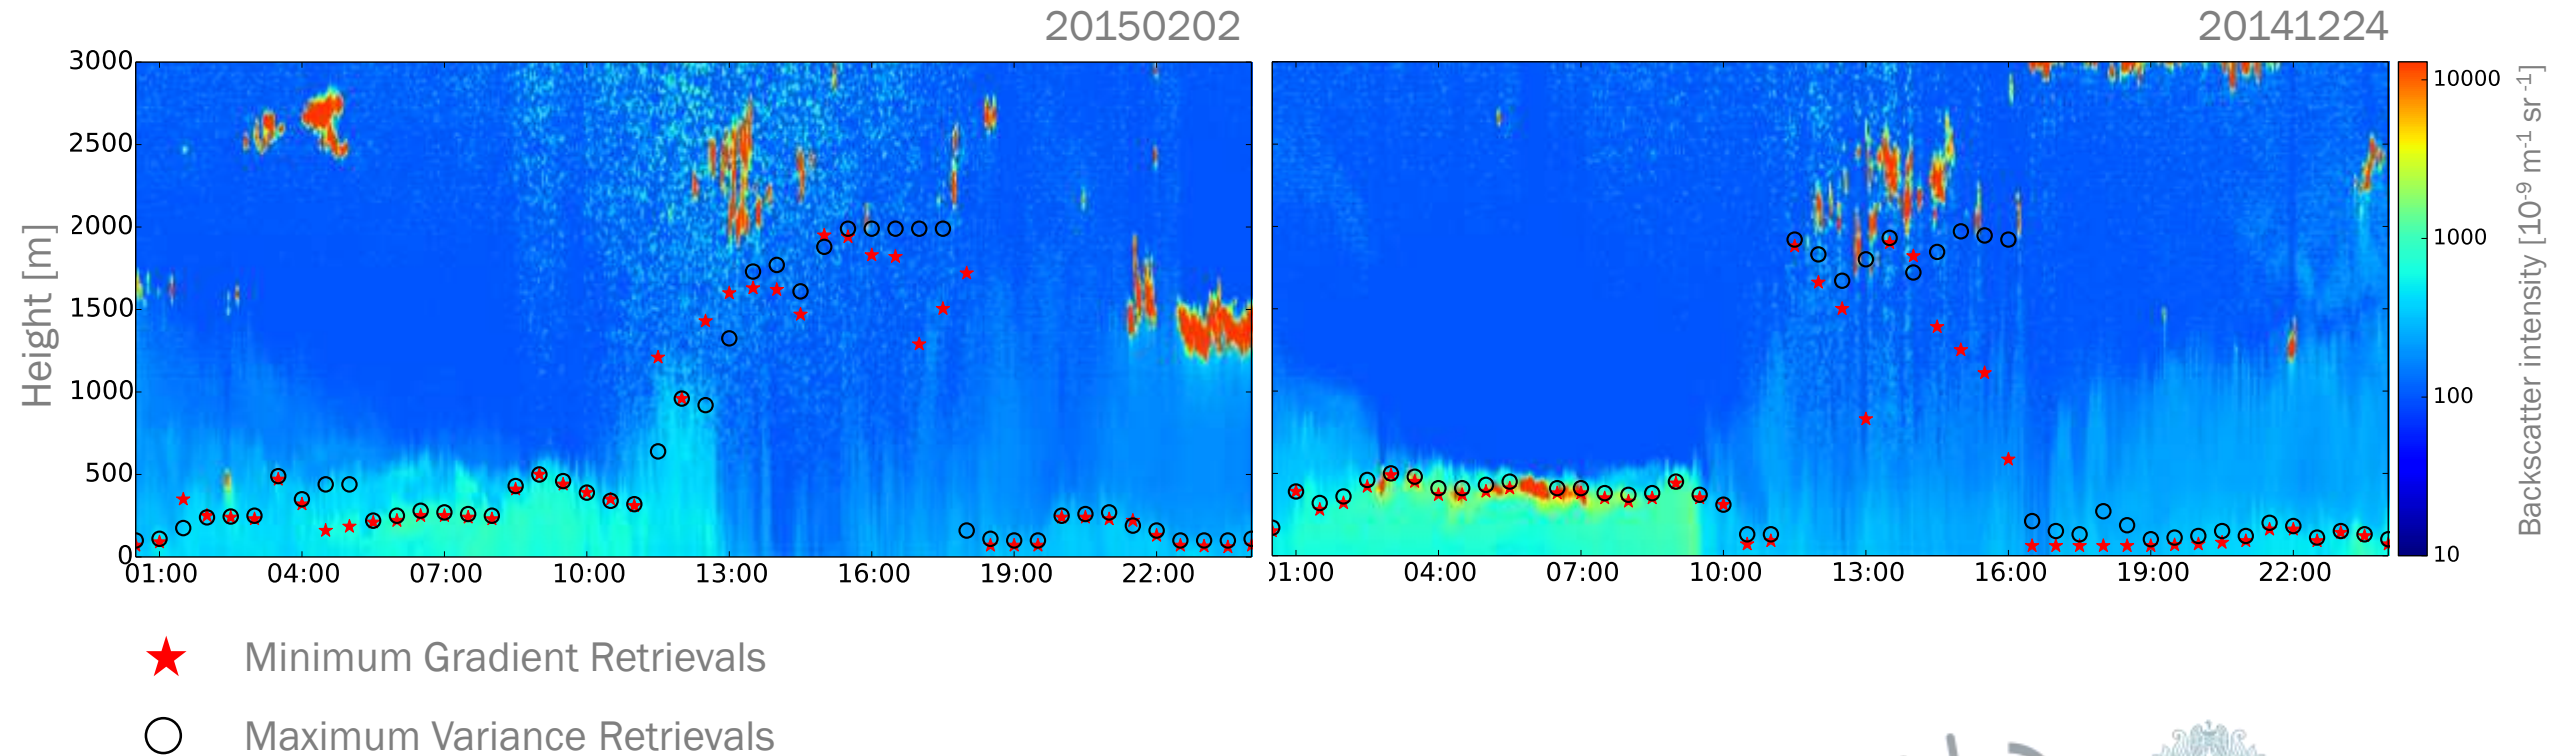 20150202
20141224
3000
2500
2000
1500
1000
500
0
Height [m]
01:00 04:00 07:00 10:00 13:00 16:00 19:00 22:00
01:00 04:00 07:00 10:00 13:00 16:00 19:00 22:00
10000
1000
100
10
Backscatter intensity [10⁻⁹ m⁻¹ sr⁻¹]
Minimum Gradient Retrievals
Maximum Variance Retrievals